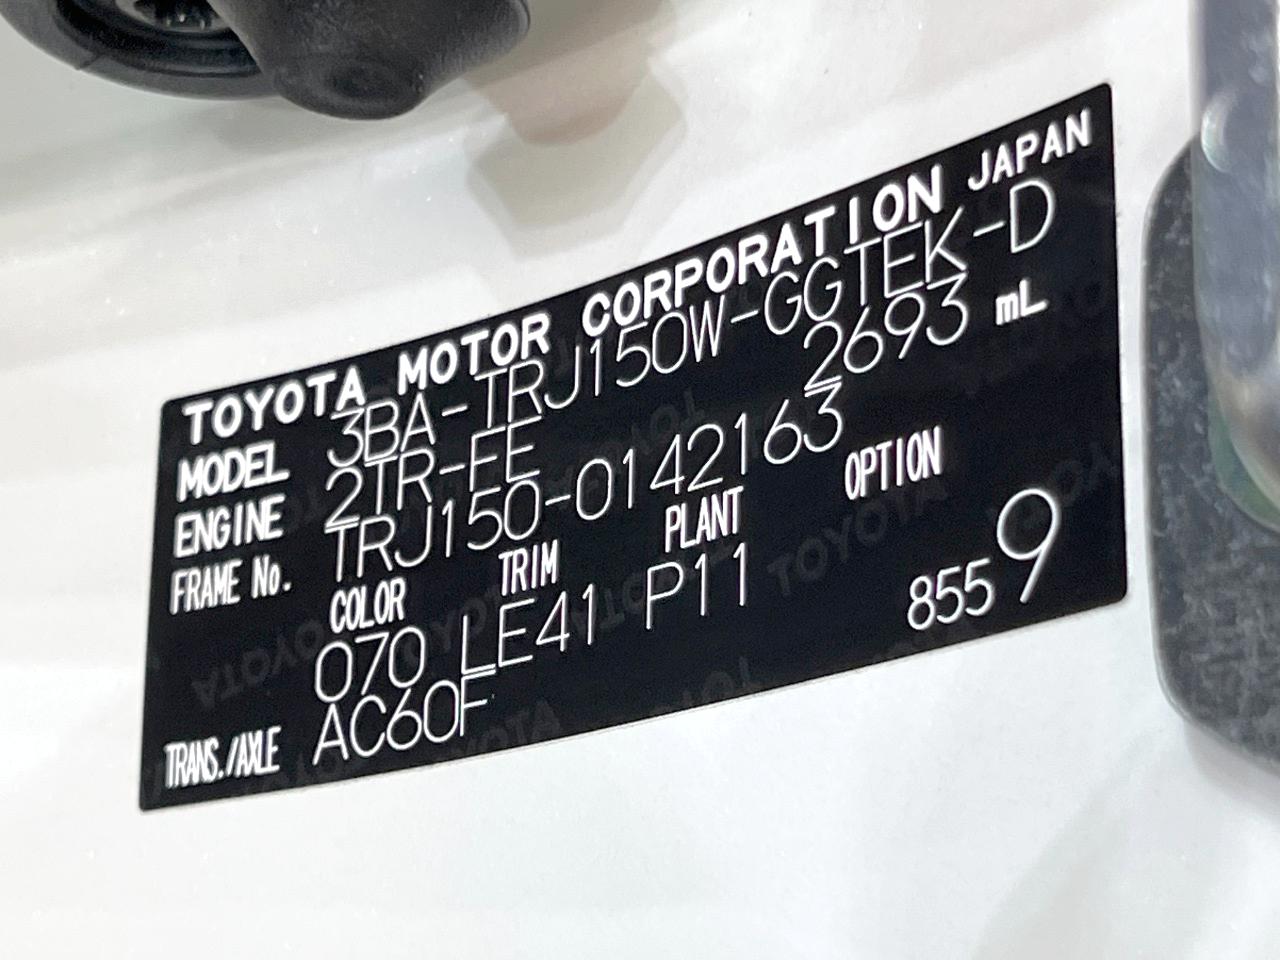 TOYOTA MOTOR CORPORATION JAPAN
MODEL 3BA-TRJ150W-GGTEK-D
ENGINE 2TR-FE 2693 mL
FRAME No. TRJ150-0142163
COLOR TRIM PLANT OPTION
070 LE41 P11
TRANS./AXLE AC60F 855 9